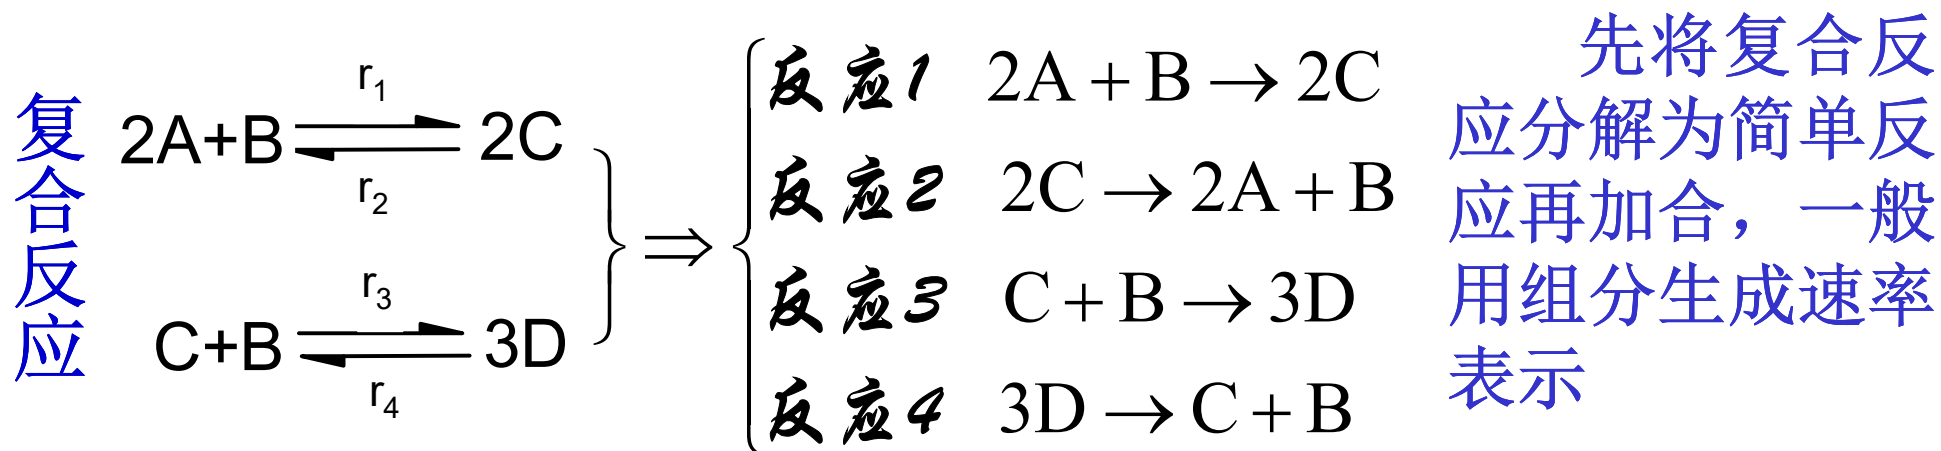 复合反应
r₁
2A+B ⇌ 2C
r₂
r₃
C+B ⇌ 3D
r₄
⇒
反应1 2A + B → 2C
反应2 2C → 2A + B
反应3 C + B → 3D
反应4 3D → C + B
先将复合反
应分解为简单反
应再加合，一般
用组分生成速率
表示